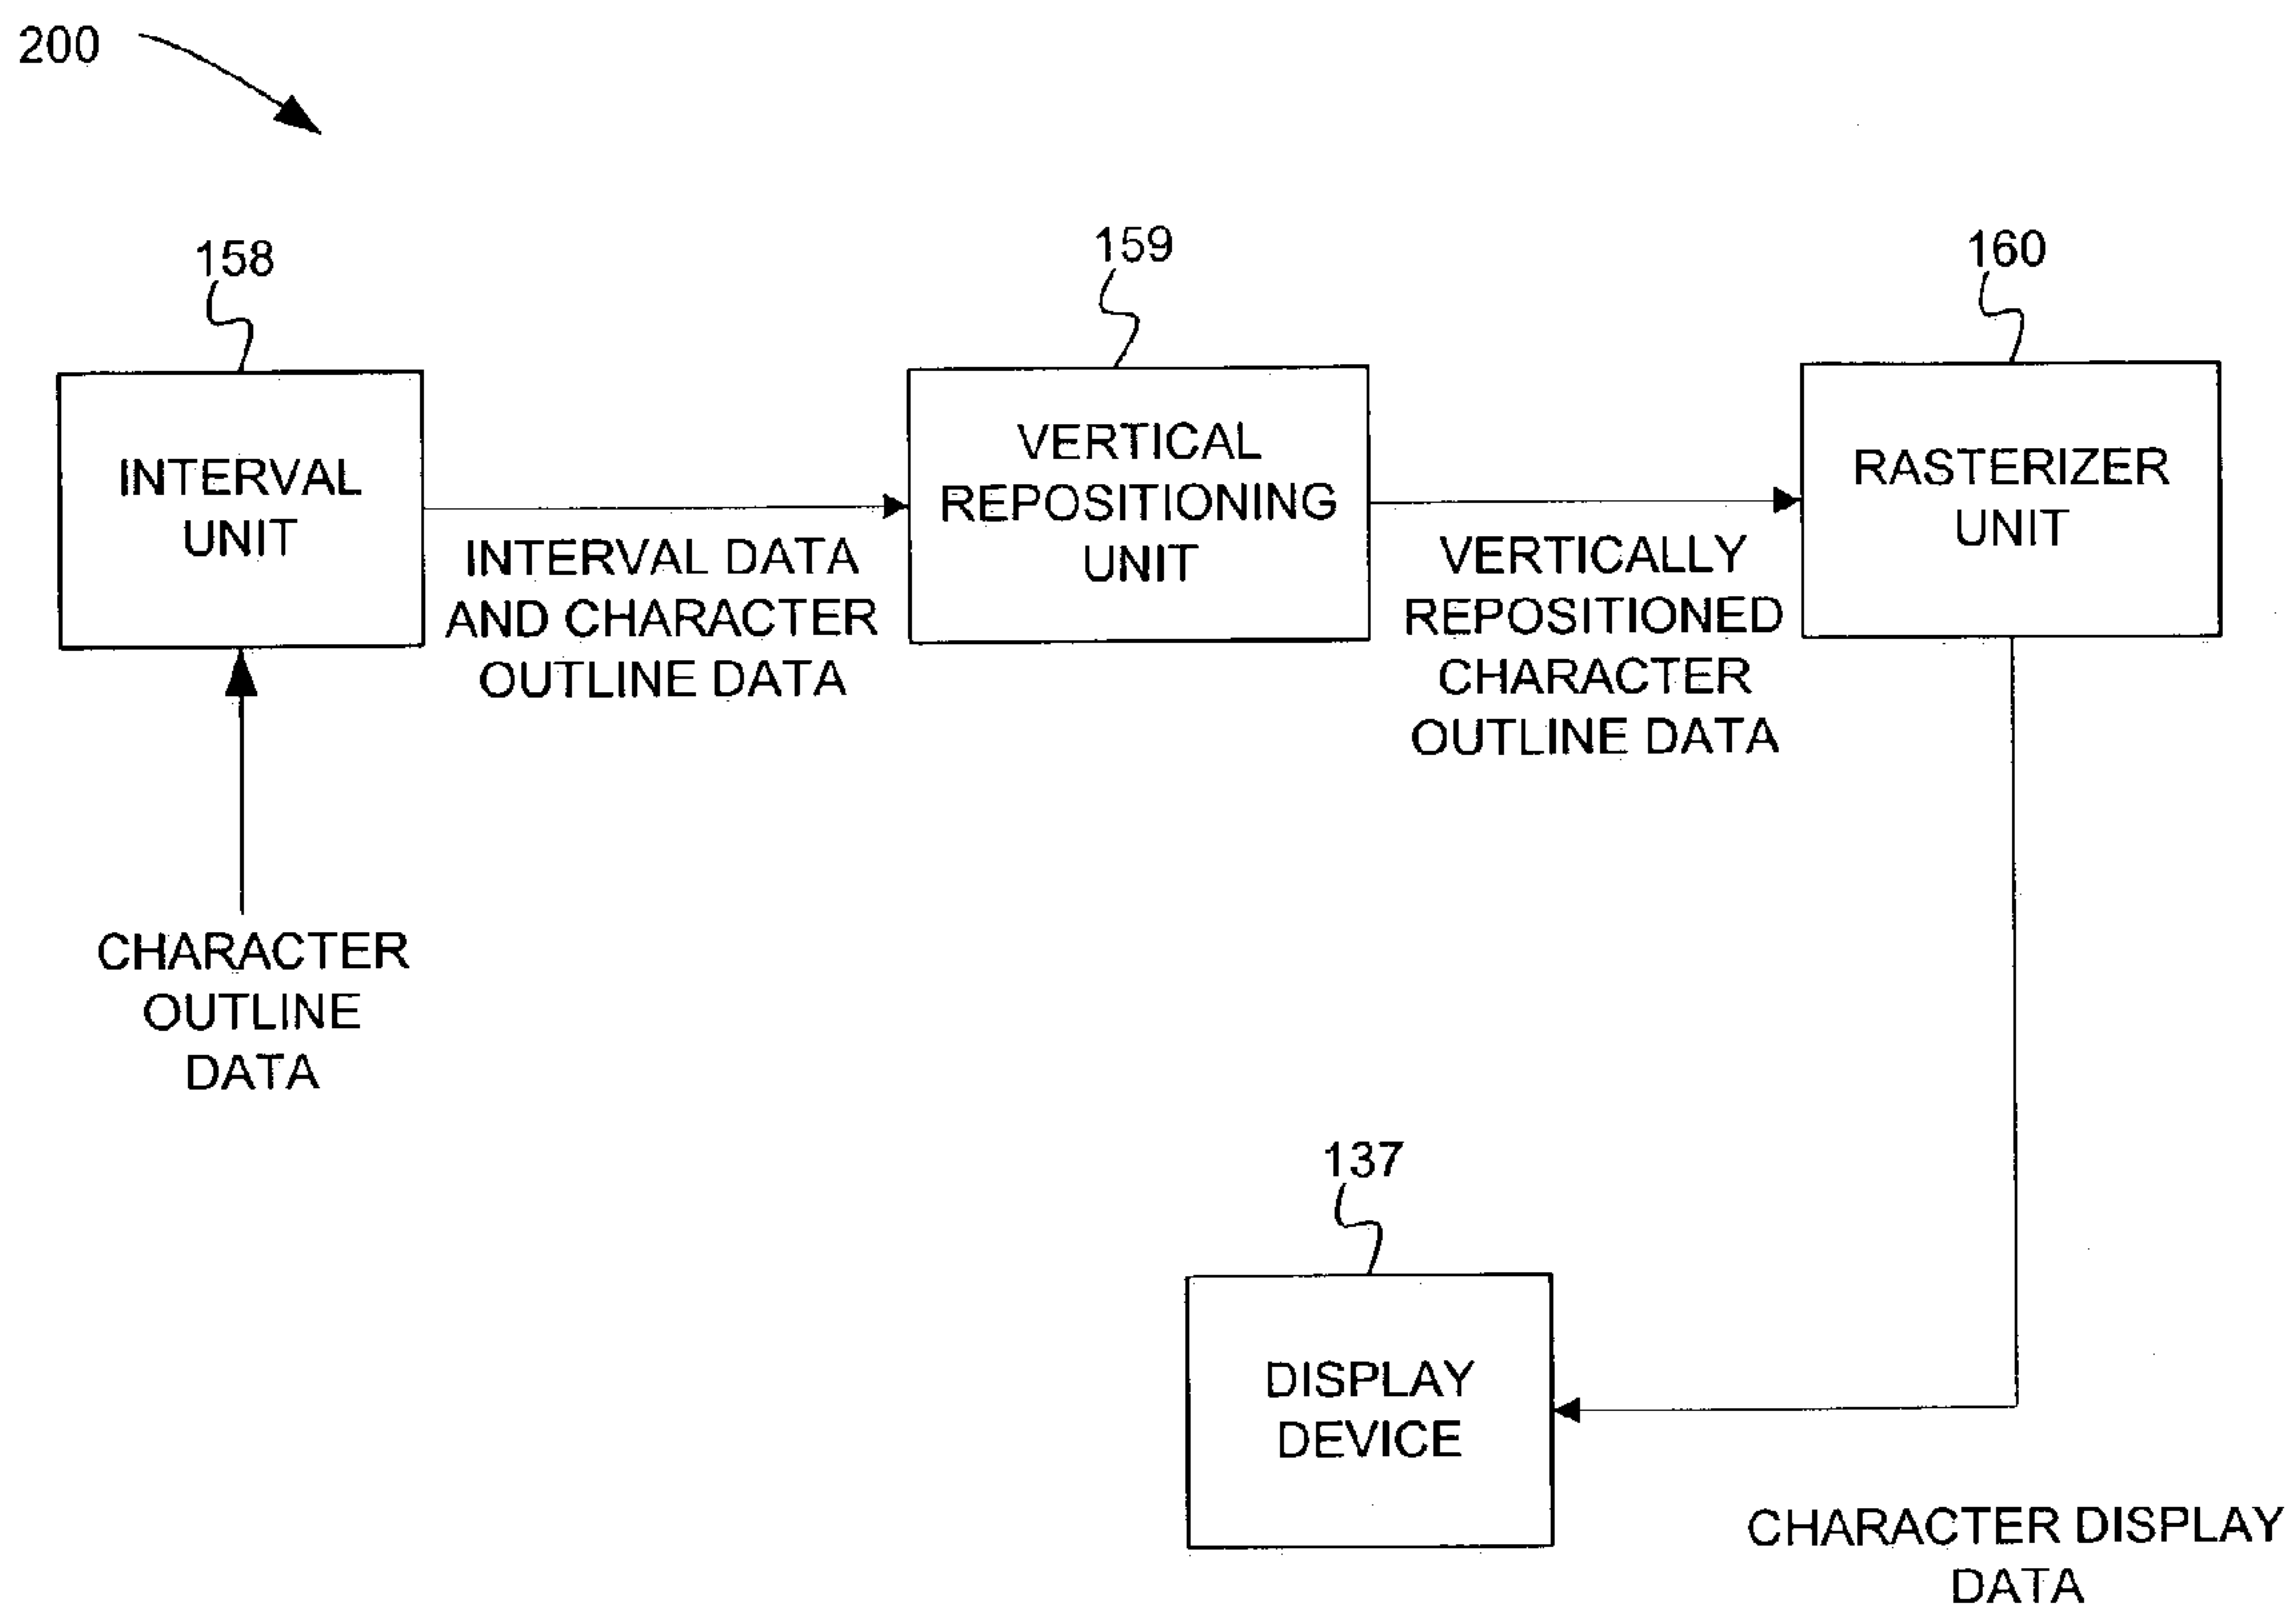 200
158
INTERVAL
UNIT
INTERVAL DATA
AND CHARACTER
OUTLINE DATA
CHARACTER
OUTLINE
DATA
159
VERTICAL
REPOSITIONING
UNIT
VERTICALLY
REPOSITIONED
CHARACTER
OUTLINE DATA
160
RASTERIZER
UNIT
137
DISPLAY
DEVICE
CHARACTER DISPLAY
DATA